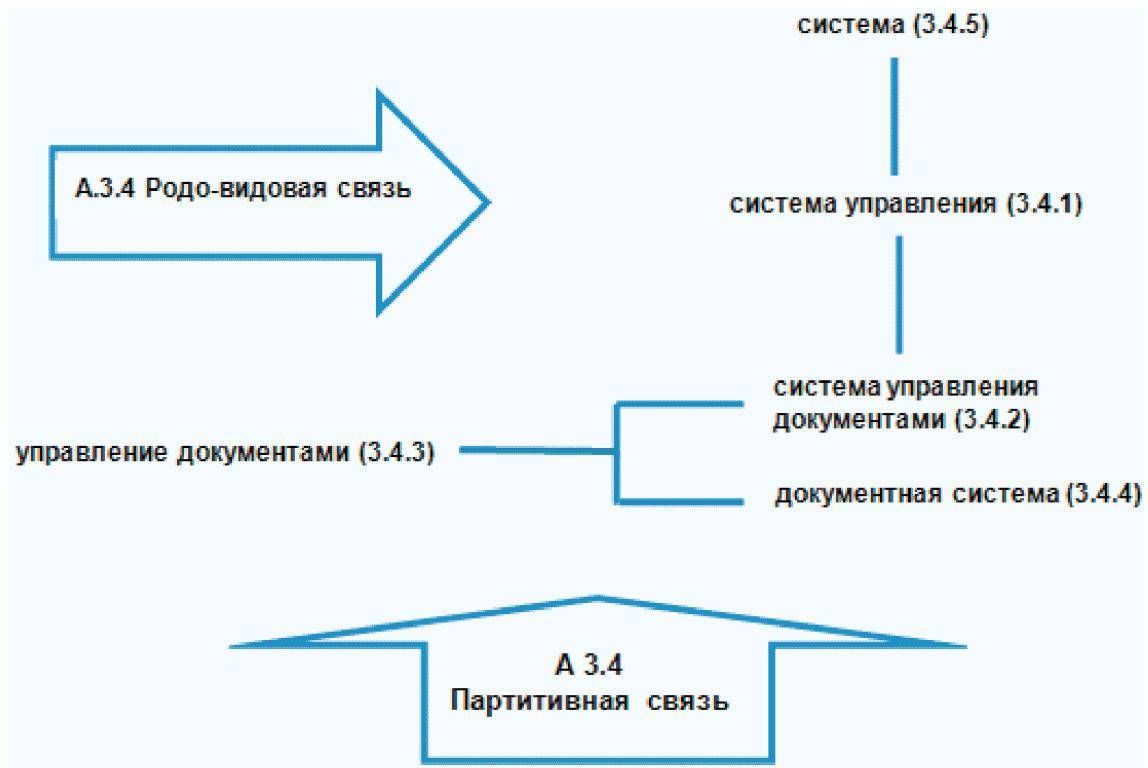 система (3.4.5)
А.3.4 Родо-видовая связь
система управления (3.4.1)
система управления
документами (3.4.2)
управление документами (3.4.3)
документная система (3.4.4)
А 3.4
Партитивная связь